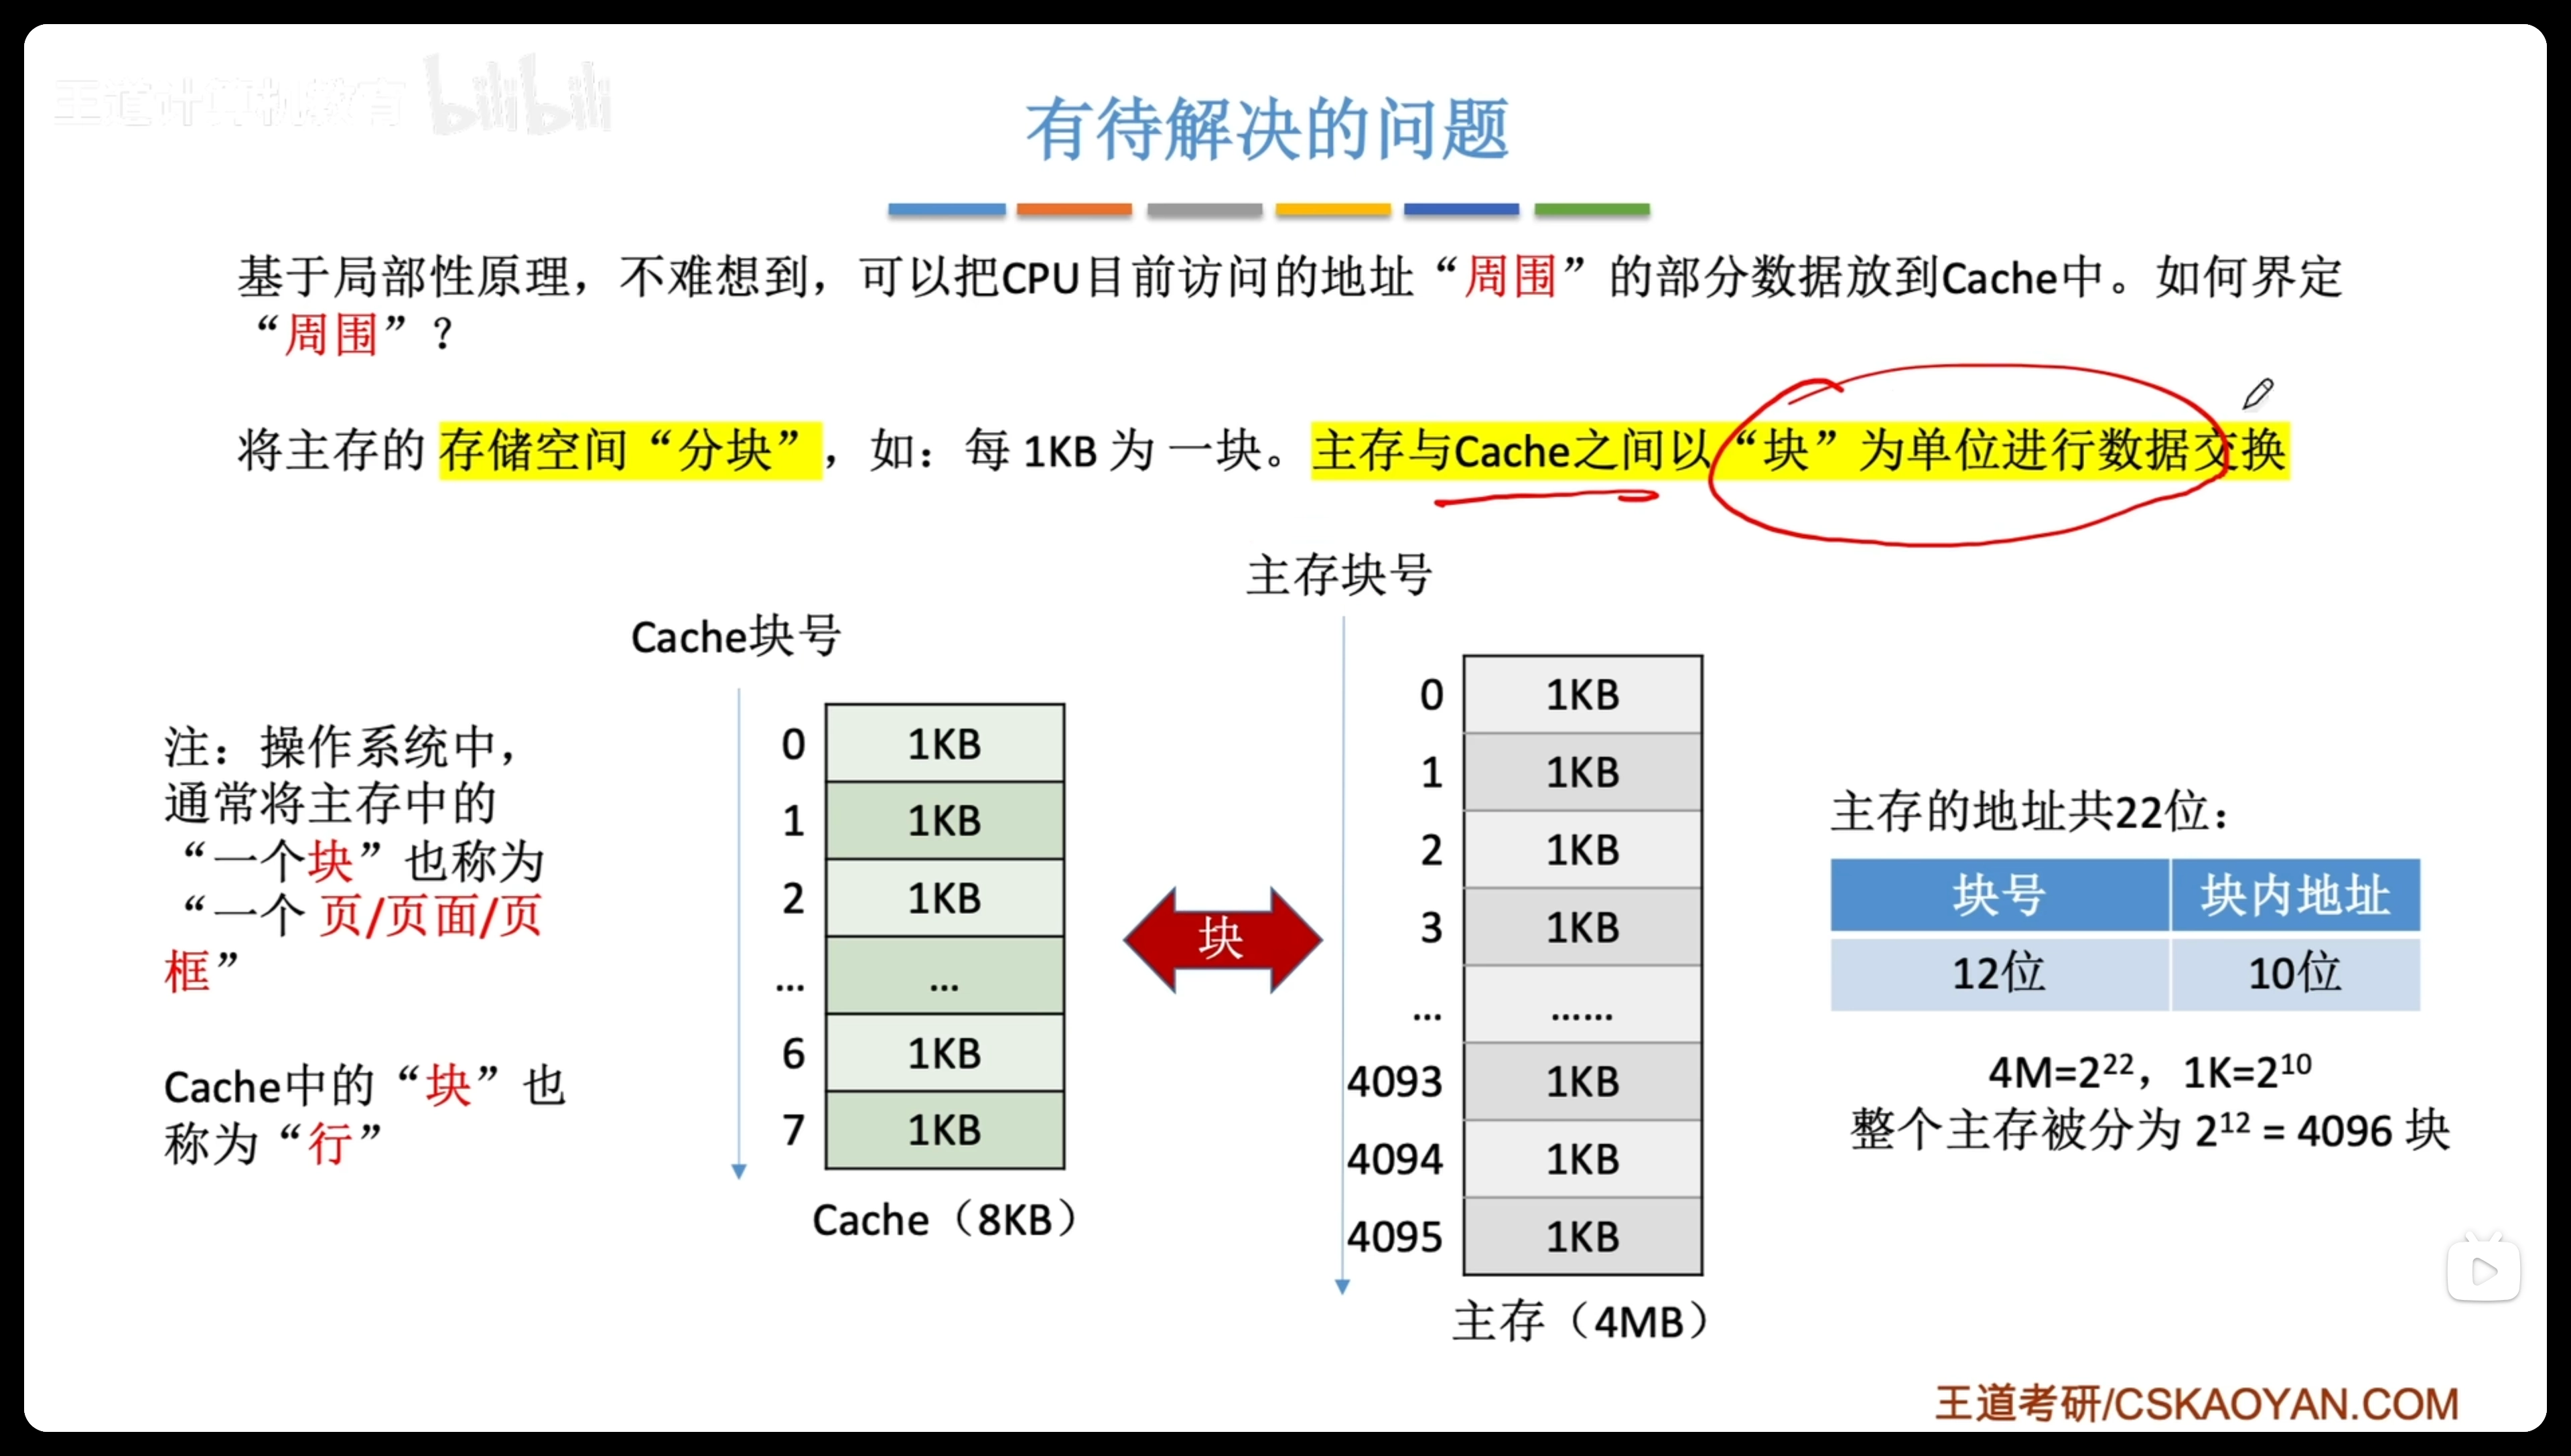 王道计算机教育 bilibili
有待解决的问题
基于局部性原理，不难想到，可以把CPU目前访问的地址“周围”的部分数据放到Cache中。如何界定
“周围”？
将主存的 存储空间“分块”，如：每 1KB 为 一块。主存与Cache之间以“块”为单位进行数据交换
注：操作系统中，
通常将主存中的
“一个块”也称为
“一个 页/页面/页
框”
Cache中的“块”也
称为“行”
Cache块号
0 1KB
1 1KB
2 1KB
... ...
6 1KB
7 1KB
Cache（8KB）
块
主存块号
0 1KB
1 1KB
2 1KB
3 1KB
... ......
4093 1KB
4094 1KB
4095 1KB
主存（4MB）
主存的地址共22位：
块号 块内地址
12位 10位
4M=2²²，1K=2¹⁰
整个主存被分为 2¹² = 4096 块
王道考研/CSKAOYAN.COM